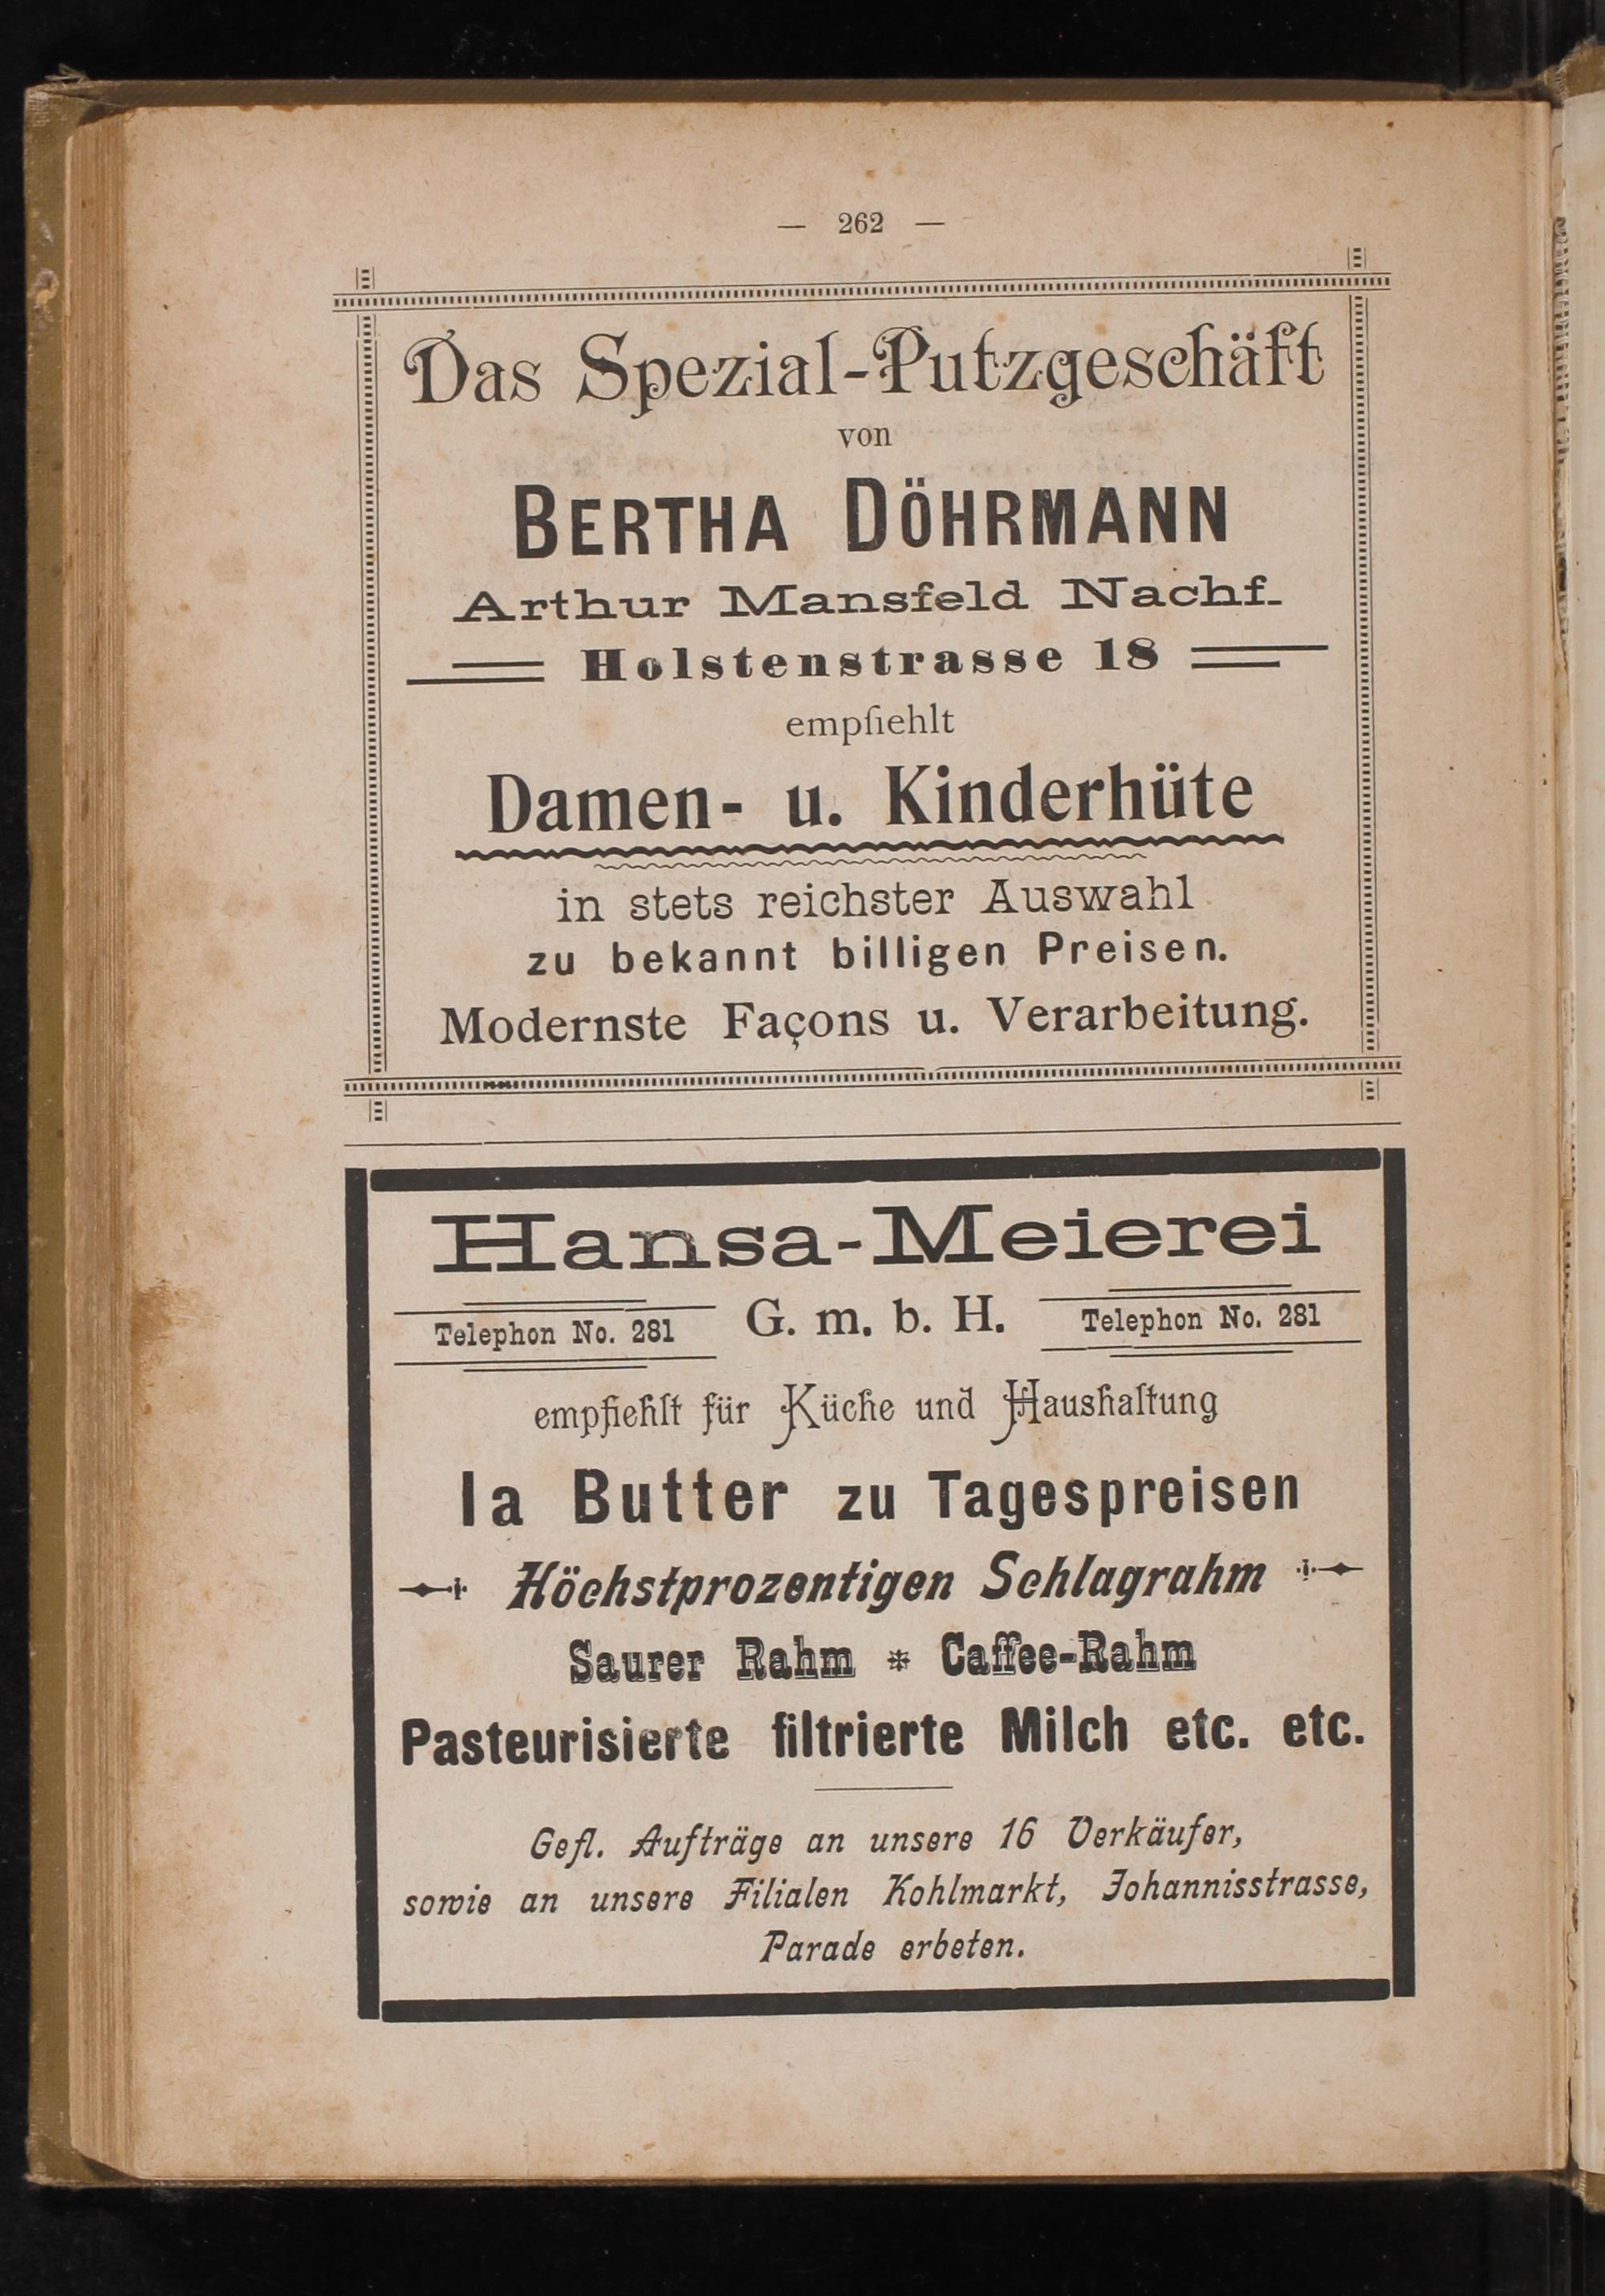 — 262 —
Das Spezial-Putzgeschäft
von
BERTHA DÖHRMANN
Arthur Mansfeld Nachf.
Holstenstrasse 18
empfiehlt
Damen- u. Kinderhüte
in stets reichster Auswahl
zu bekannt billigen Preisen.
Modernste Façons u. Verarbeitung.
Hansa-Meierei
Telephon No. 281 G. m. b. H. Telephon No. 281
empfiehlt für Küche und Haushaltung
Ia Butter zu Tagespreisen
Höchstprozentigen Schlagrahm
Saurer Rahm * Caffee-Rahm
Pasteurisierte filtrierte Milch etc. etc.
Gefl. Aufträge an unsere 16 Verkäufer,
sowie an unsere Filialen Kohlmarkt, Johannisstrasse,
Parade erbeten.